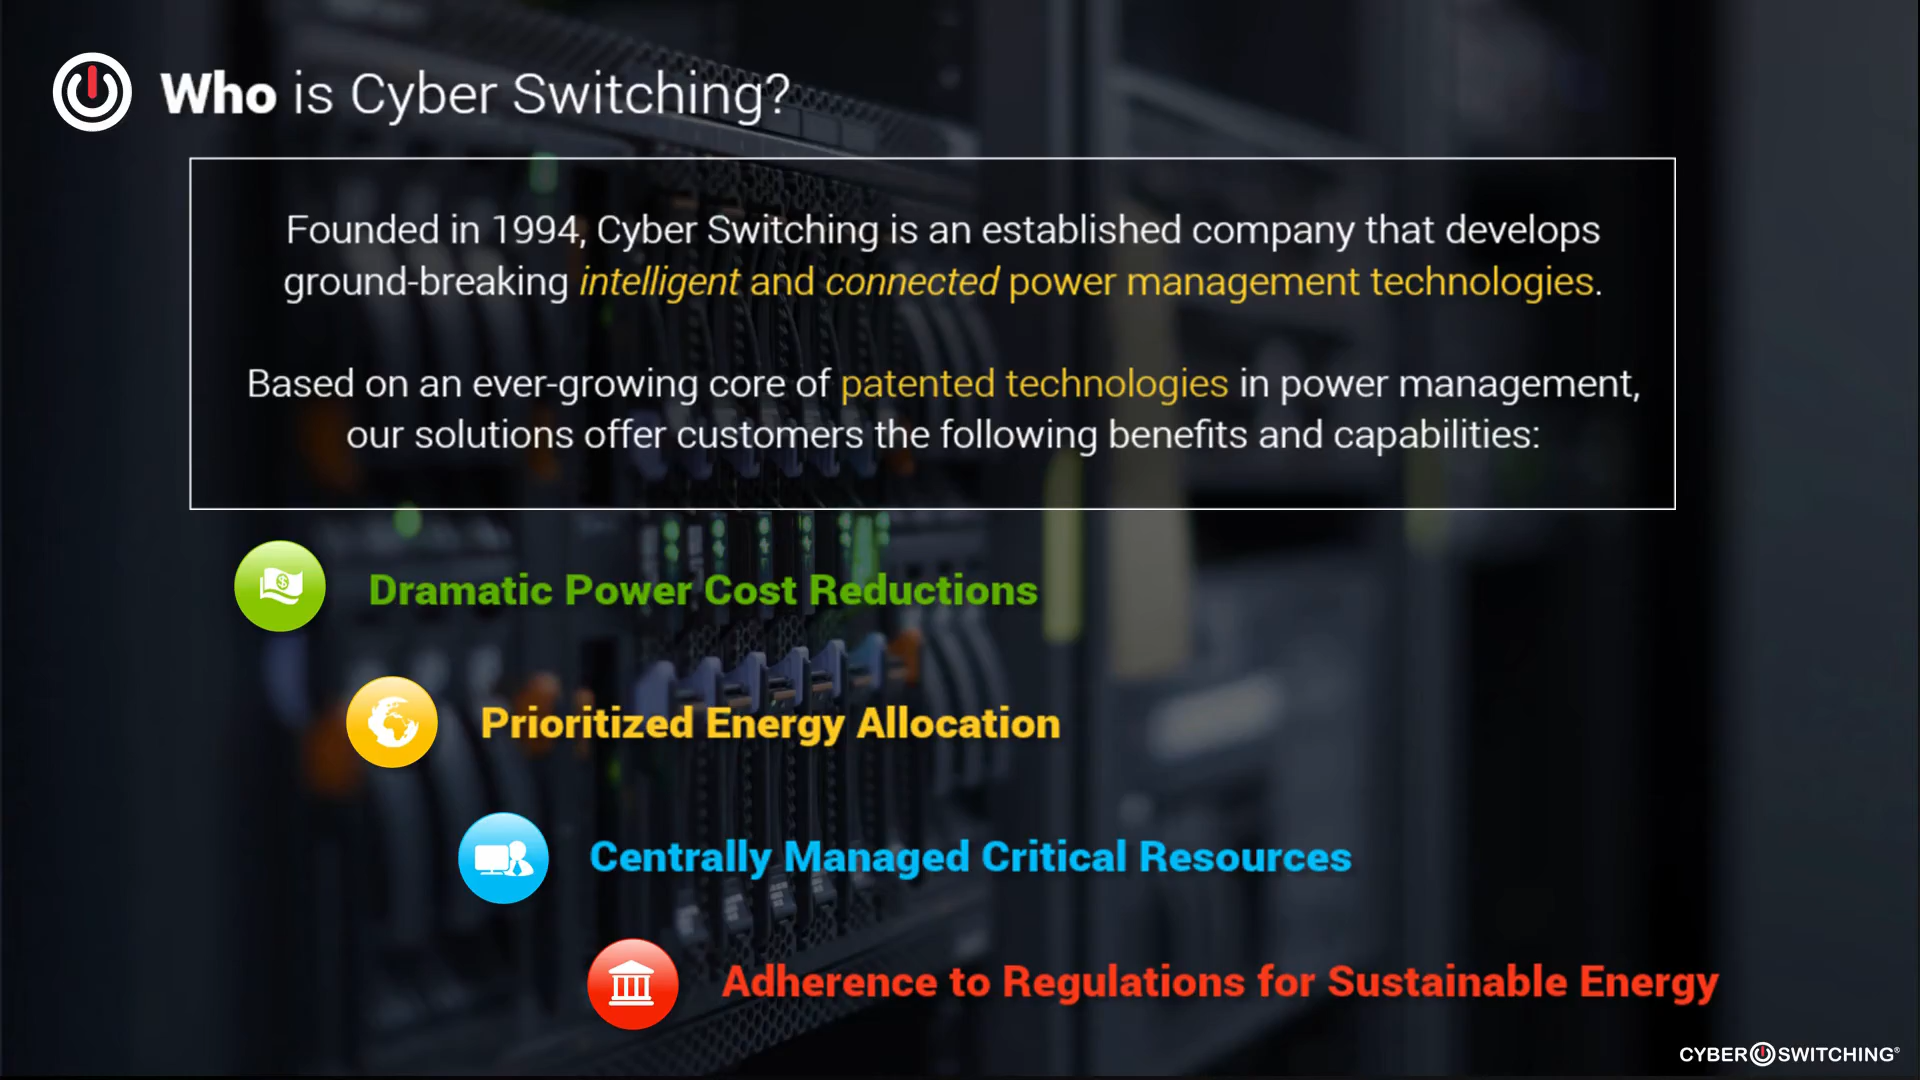 Who is Cyber Switching?
Founded in 1994, Cyber Switching is an established company that develops
ground-breaking intelligent and connected power management technologies.
Based on an ever-growing core of patented technologies in power management,
our solutions offer customers the following benefits and capabilities:
Dramatic Power Cost Reductions
Prioritized Energy Allocation
Centrally Managed Critical Resources
Adherence to Regulations for Sustainable Energy
CYBER SWITCHING®